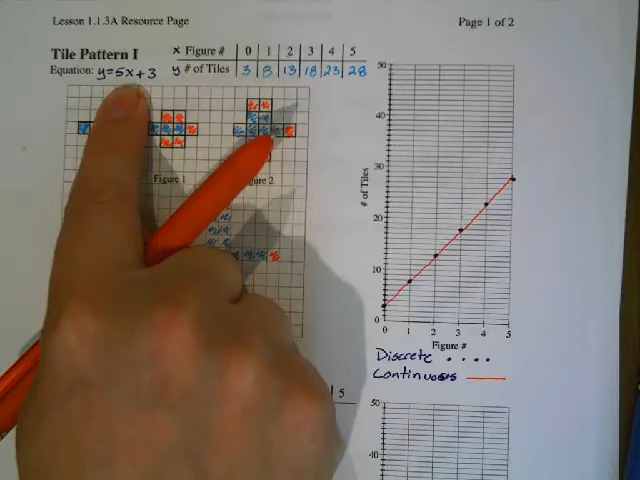 Lesson 1.1.3A Resource Page
Page 1 of 2
Tile Pattern I
x Figure # 0 1 2 3 4 5
Equation: y=5x+3
y # of Tiles 3 8 13 18 23 28
Figure 1
gure 2
50
40
30
20
10
0
# of Tiles
0 1 2 3 4 5
Figure #
Discrete
Continuous
5
50
40